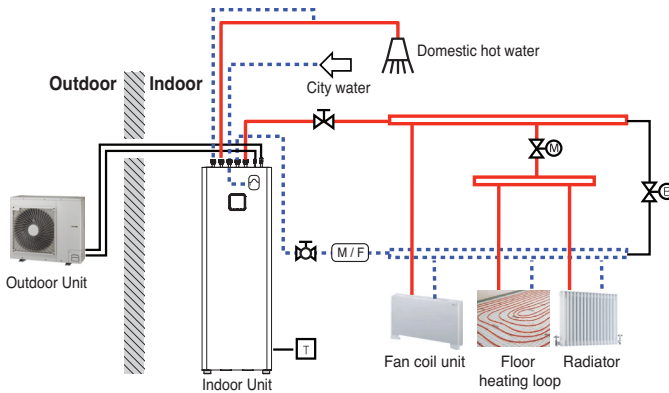 Domestic hot water
City water
Outdoor Indoor
M
E
M / F
Outdoor Unit
T
Indoor Unit
Fan coil unit
Floor
heating loop
Radiator